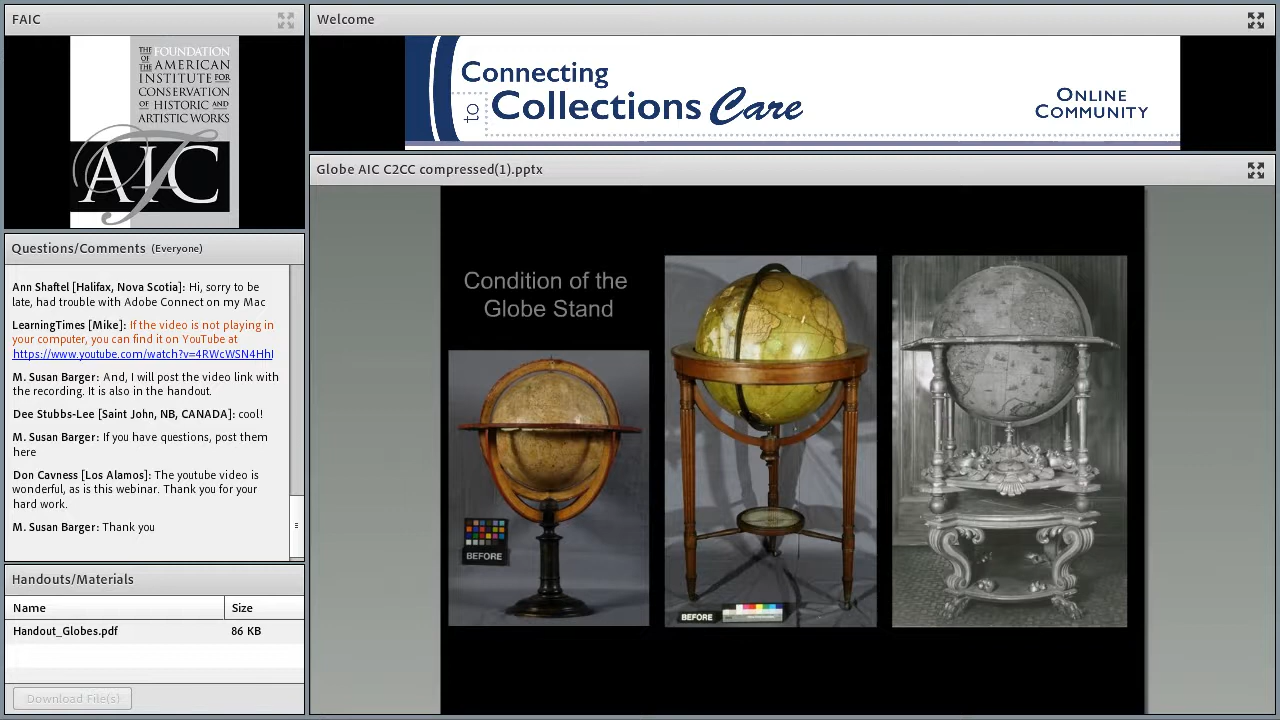 FAIC
THE FOUNDATION
OF THE AMERICAN
INSTITUTE FOR
CONSERVATION
OF HISTORIC AND
ARTISTIC WORKS
FAIC
Welcome
Connecting
to Collections Care
ONLINE
COMMUNITY
Questions/Comments (Everyone)
Ann Shaftel [Halifax, Nova Scotia]: Hi, sorry to be
late, had trouble with Adobe Connect on my Mac
LearningTimes [Mike]: If the video is not playing in
your computer, you can find it on YouTube at
https://www.youtube.com/watch?v=4RWcWSN4HhI
M. Susan Barger: And, I will post the video link with
the recording. It is also in the handout.
Dee Stubbs-Lee [Saint John, NB, CANADA]: cool!
M. Susan Barger: If you have questions, post them
here
Don Cavness [Los Alamos]: The youtube video is
wonderful, as is this webinar. Thank you for your
hard work.
M. Susan Barger: Thank you
Handouts/Materials
Name Size
Handout_Globes.pdf 86 KB
Download File(s)
Globe AIC C2CC compressed(1).pptx
Condition of the
Globe Stand
BEFORE
BEFORE